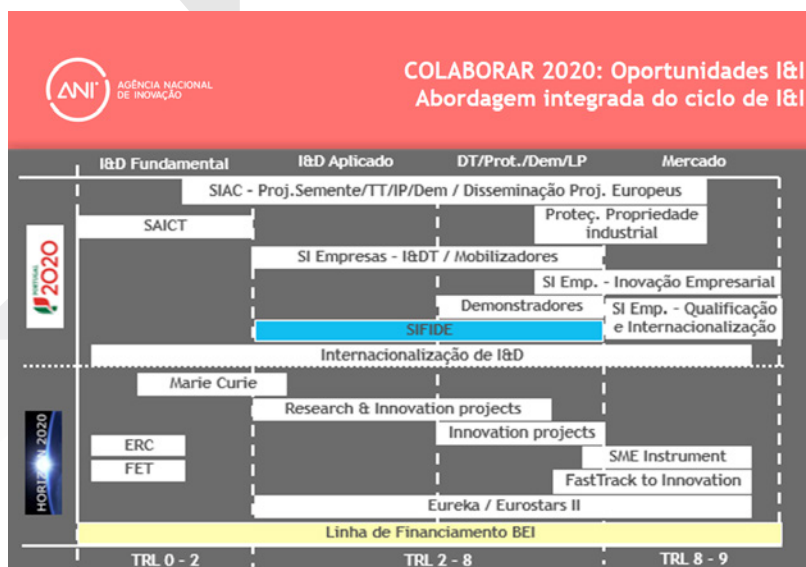 ANI
AGÊNCIA NACIONAL
DE INOVAÇÃO
COLABORAR 2020: Oportunidades I&I
Abordagem integrada do ciclo de I&I
I&D Fundamental
I&D Aplicado
DT/Prot./Dem/LP
Mercado
SIAC - Proj.Semente/TT/IP/Dem / Disseminação Proj. Europeus
SAICT
Proteç. Propriedade
industrial
SI Empresas - I&DT / Mobilizadores
SI Emp. - Inovação Empresarial
Demonstradores
SI Emp. - Qualificação
e Internacionalização
SIFIDE
Internacionalização de I&D
PORTUGAL
2020
Marie Curie
Research & Innovation projects
Innovation projects
ERC
SME Instrument
FET
FastTrack to Innovation
Eureka / Eurostars II
HORIZON 2020
Linha de Financiamento BEI
TRL 0 - 2
TRL 2 - 8
TRL 8 - 9